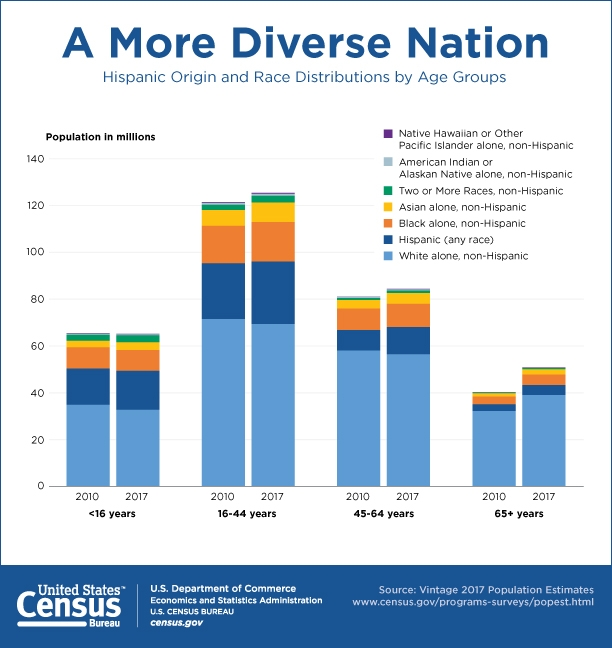 A More Diverse Nation
Hispanic Origin and Race Distributions by Age Groups
Population in millions
Native Hawaiian or Other
Pacific Islander alone, non-Hispanic
American Indian or
Alaskan Native alone, non-Hispanic
Two or More Races, non-Hispanic
Asian alone, non-Hispanic
Black alone, non-Hispanic
Hispanic (any race)
White alone, non-Hispanic
140
120
100
80
60
40
20
0
2010 2017 2010 2017 2010 2017 2010 2017
<16 years 16-44 years 45-64 years 65+ years
United States™
Census
Bureau
U.S. Department of Commerce
Economics and Statistics Administration
U.S. CENSUS BUREAU
census.gov
Source: Vintage 2017 Population Estimates
www.census.gov/programs-surveys/popest.html